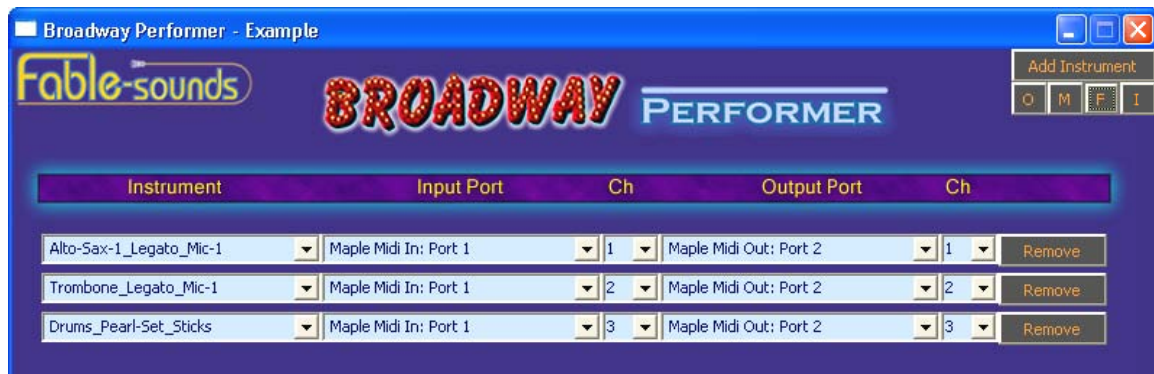 Broadway Performer - Example
Fable-sounds
BROADWAY PERFORMER
Add Instrument
O M F I
Instrument Input Port Ch Output Port Ch
Alto-Sax-1_Legato_Mic-1 Maple Midi In: Port 1 1 Maple Midi Out: Port 2 1 Remove
Trombone_Legato_Mic-1 Maple Midi In: Port 1 2 Maple Midi Out: Port 2 2 Remove
Drums_Pearl-Set_Sticks Maple Midi In: Port 1 3 Maple Midi Out: Port 2 3 Remove